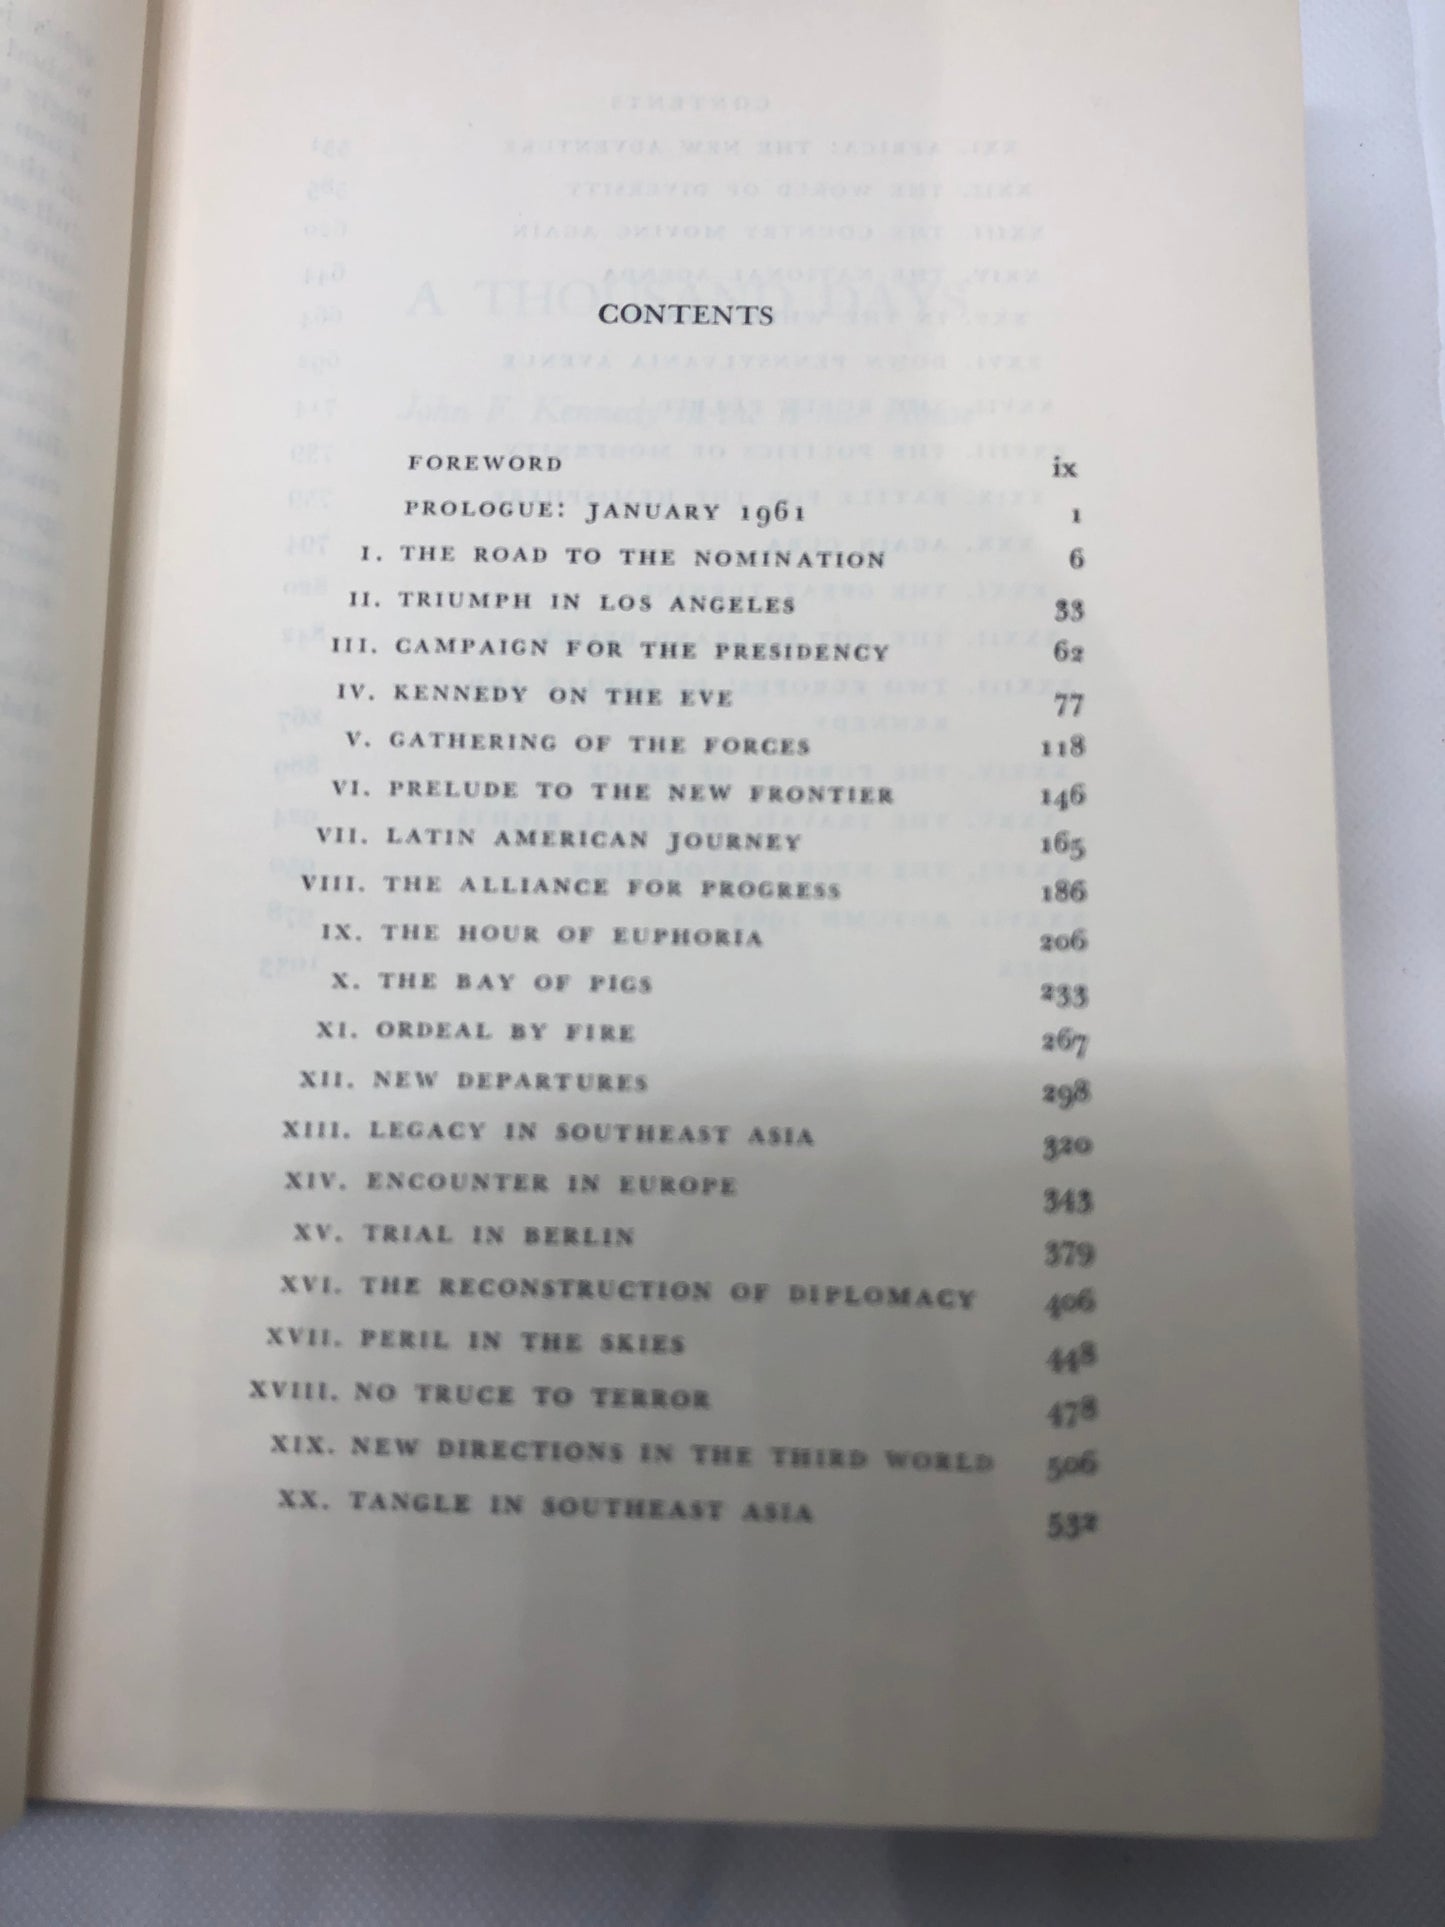 CONTENTS
FOREWORD ix
PROLOGUE: JANUARY 1961 1
I. THE ROAD TO THE NOMINATION 6
II. TRIUMPH IN LOS ANGELES 33
III. CAMPAIGN FOR THE PRESIDENCY 62
IV. KENNEDY ON THE EVE 77
V. GATHERING OF THE FORCES 118
VI. PRELUDE TO THE NEW FRONTIER 146
VII. LATIN AMERICAN JOURNEY 165
VIII. THE ALLIANCE FOR PROGRESS 186
IX. THE HOUR OF EUPHORIA 206
X. THE BAY OF PIGS 233
XI. ORDEAL BY FIRE 267
XII. NEW DEPARTURES 298
XIII. LEGACY IN SOUTHEAST ASIA 320
XIV. ENCOUNTER IN EUROPE 343
XV. TRIAL IN BERLIN 379
XVI. THE RECONSTRUCTION OF DIPLOMACY 406
XVII. PERIL IN THE SKIES 448
XVIII. NO TRUCE TO TERROR 478
XIX. NEW DIRECTIONS IN THE THIRD WORLD 506
XX. TANGLE IN SOUTHEAST ASIA 532